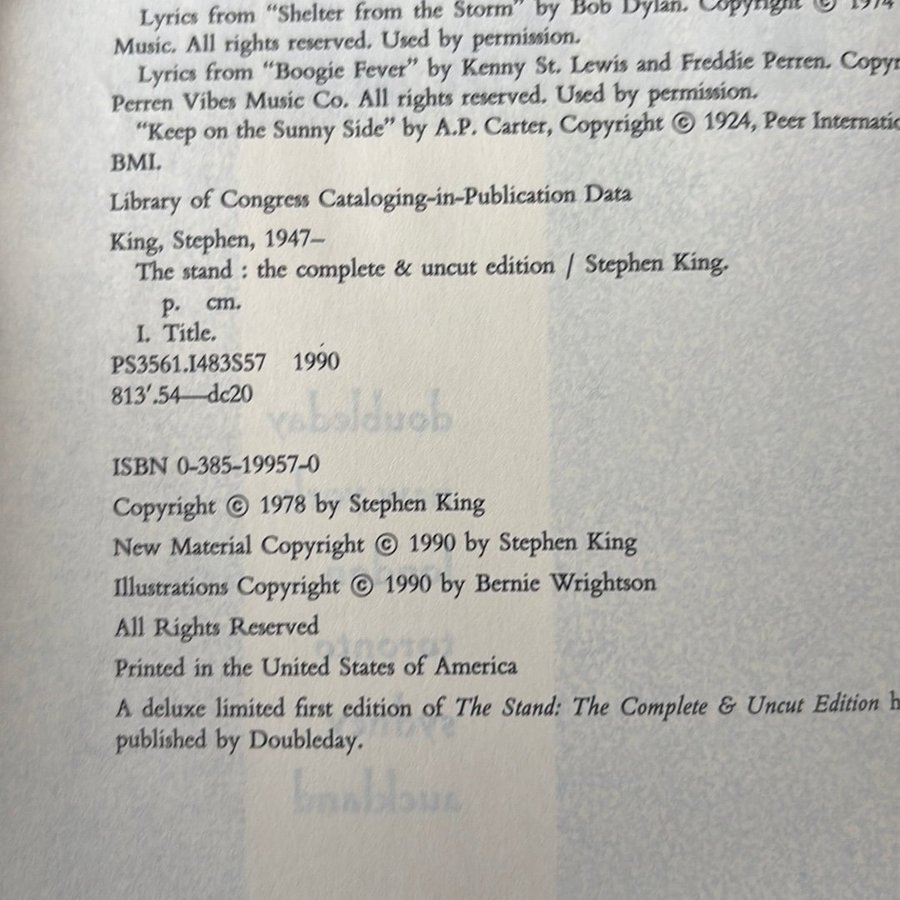 Lyrics from “Shelter from the Storm” by Bob Dylan. Copyright © 1974
Music. All rights reserved. Used by permission.
Lyrics from “Boogie Fever” by Kenny St. Lewis and Freddie Perren. Copyr
Perren Vibes Music Co. All rights reserved. Used by permission.
“Keep on the Sunny Side” by A.P. Carter, Copyright © 1924, Peer Internatio
BMI.
Library of Congress Cataloging-in-Publication Data
King, Stephen, 1947–
The stand : the complete & uncut edition / Stephen King.
p. cm.
I. Title.
PS3561.I483S57 1990
813′.54—dc20
doubleday
ISBN 0-385-19957-0
Copyright © 1978 by Stephen King
New Material Copyright © 1990 by Stephen King
Illustrations Copyright © 1990 by Bernie Wrightson
All Rights Reserved
toronto
Printed in the United States of America
A deluxe limited first edition of The Stand: The Complete & Uncut Edition h
published by Doubleday.
auckland